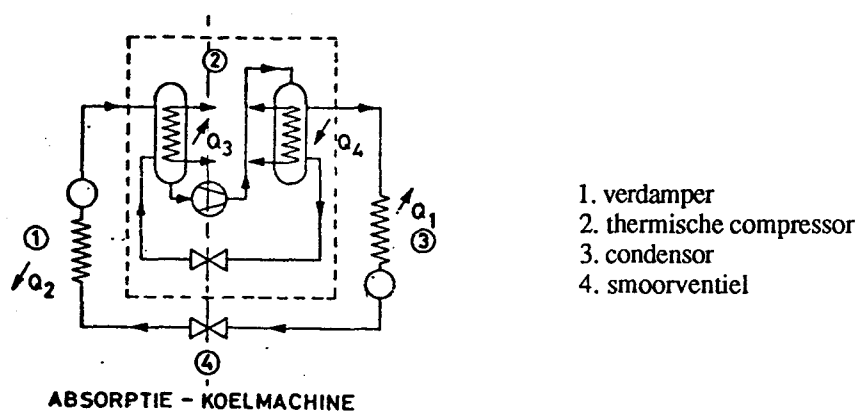 ②
Q₃
Q₄
①
Q₂
Q₁
③
④
ABSORPTIE - KOELMACHINE
1. verdamper
2. thermische compressor
3. condensor
4. smoorventiel